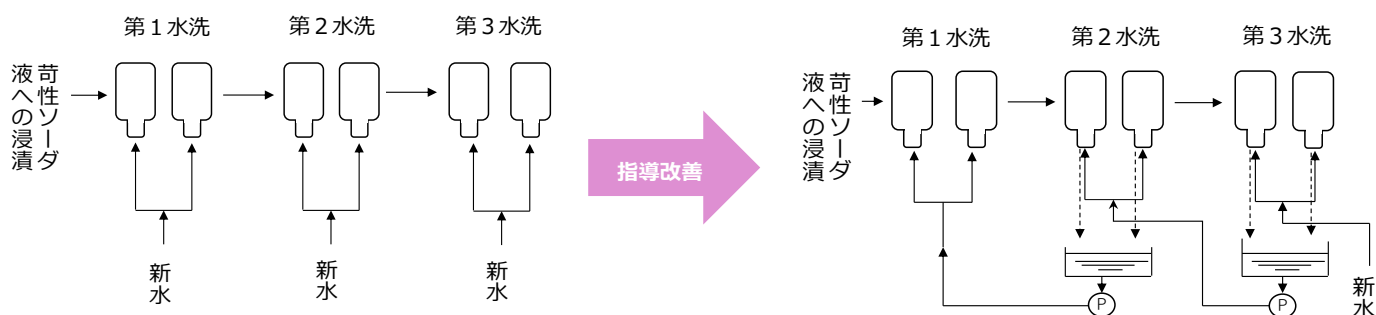 第１水洗
第２水洗
第３水洗
苛性ソーダ
液への浸漬
新水
新水
新水
指導改善
第１水洗
第２水洗
第３水洗
苛性ソーダ
液への浸漬
新水
P
P